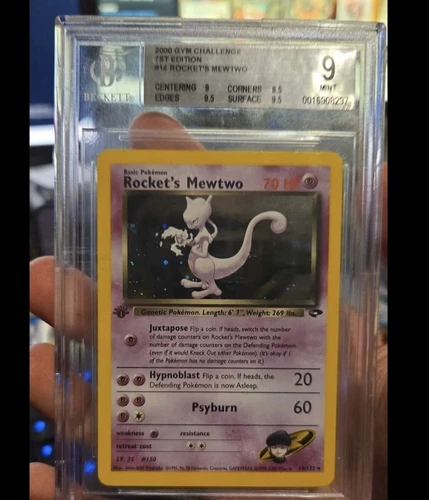 2000 GYM CHALLENGE
1ST EDITION
#14 ROCKET'S MEWTWO
CENTERING 9 CORNERS 8.5
EDGES 9.5 SURFACE 9.5
9
MINT
0016908237
BECKETT
Basic Pokémon
Rocket's Mewtwo 70 HP
Genetic Pokémon. Length: 6' 7", Weight: 269 lbs.
Juxtapose Flip a coin. If heads, switch the number
of damage counters on Rocket's Mewtwo with the
number of damage counters on the Defending Pokémon
(even if it would Knock Out either Pokémon). (It's okay if 1
of the Pokémon has no damage counters on it.)
Hypnoblast Flip a coin. If heads, the
Defending Pokémon is now Asleep.
20
Psyburn 60
weakness resistance
retreat cost
LV. 35 #150
14/132